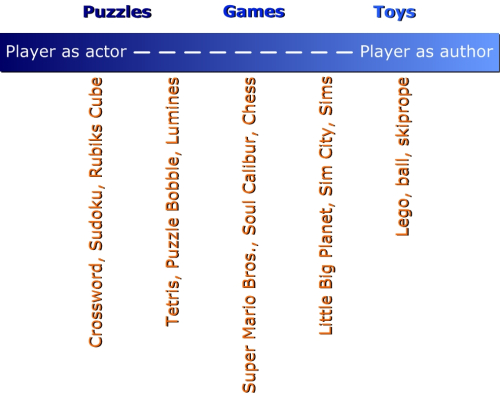 Puzzles Games Toys
Player as actor Player as author
Crossword, Sudoku, Rubiks Cube
Tetris, Puzzle Bobble, Lumines
Super Mario Bros., Soul Calibur, Chess
Little Big Planet, Sim City, Sims
Lego, ball, skiprope